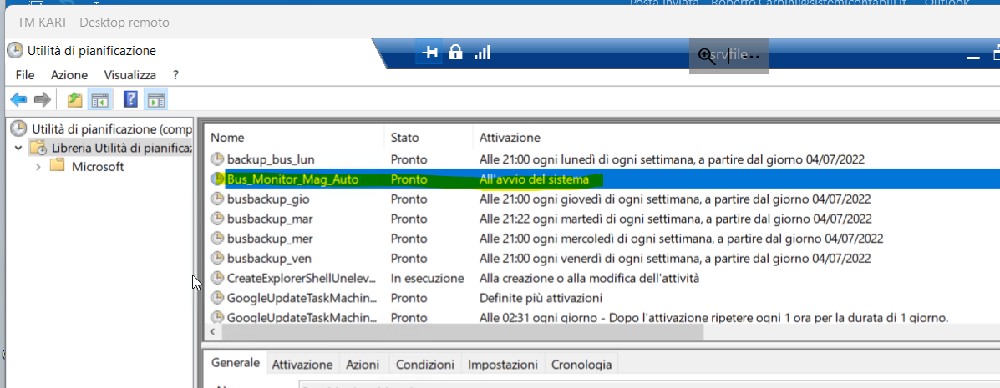 Posta inviata - Roberto.Carpini@sistemicontabili.it - Outlook
TM KART - Desktop remoto
Utilità di pianificazione
srvfile
File Azione Visualizza ?
Utilità di pianificazione (comp
Libreria Utilità di pianifica
Microsoft
Nome Stato Attivazione
backup_bus_lun Pronto Alle 21:00 ogni lunedì di ogni settimana, a partire dal giorno 04/07/2022
Bus_Monitor_Mag_Auto Pronto All'avvio del sistema
busbackup_gio Pronto Alle 21:00 ogni giovedì di ogni settimana, a partire dal giorno 04/07/2022
busbackup_mar Pronto Alle 21:22 ogni martedì di ogni settimana, a partire dal giorno 04/07/2022
busbackup_mer Pronto Alle 21:00 ogni mercoledì di ogni settimana, a partire dal giorno 04/07/2022
busbackup_ven Pronto Alle 21:00 ogni venerdì di ogni settimana, a partire dal giorno 04/07/2022
CreateExplorerShellUnelev... In esecuzione Alla creazione o alla modifica dell'attività
GoogleUpdateTaskMachin... Pronto Definite più attivazioni
GoogleUpdateTaskMachin... Pronto Alle 02:31 ogni giorno - Dopo l'attivazione ripetere ogni 1 ora per la durata di 1 giorno.
Generale Attivazione Azioni Condizioni Impostazioni Cronologia